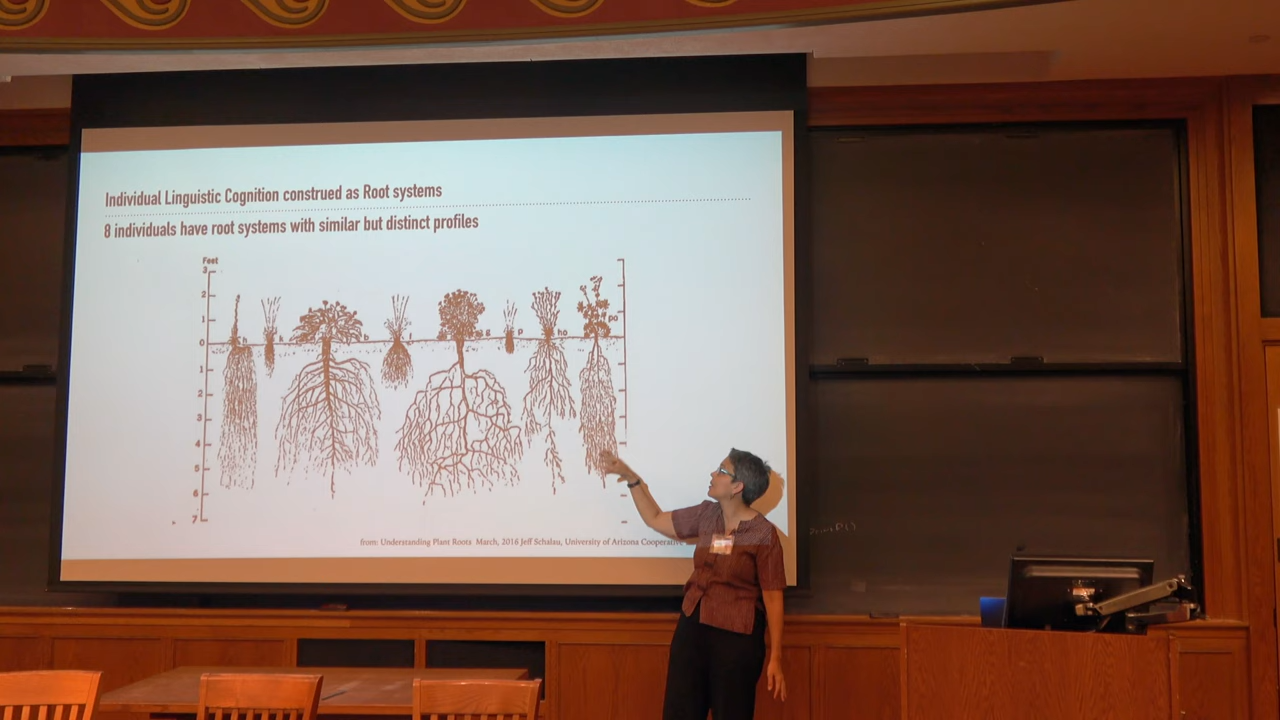 Individual Linguistic Cognition construed as Root systems
8 individuals have root systems with similar but distinct profiles
Feet
3
2
1
0
h k b f g p ho po
1
2
3
4
5
6
7
from: Understanding Plant Roots March, 2016 Jeff Schalau, University of Arizona Cooperative